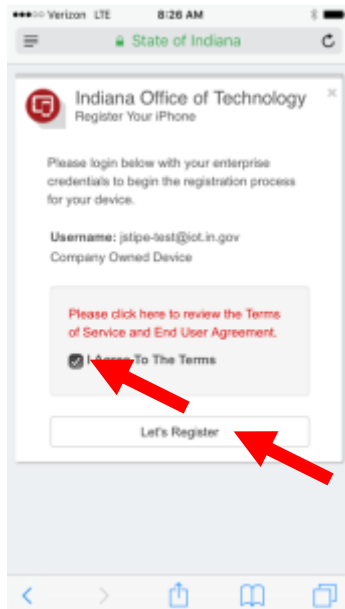 Verizon LTE 8:26 AM
State of Indiana
Indiana Office of Technology
Register Your iPhone
Please login below with your enterprise
credentials to begin the registration process
for your device.
Username: jstipe-test@iot.in.gov
Company Owned Device
Please click here to review the Terms
of Service and End User Agreement.
I Agree To The Terms
Let's Register